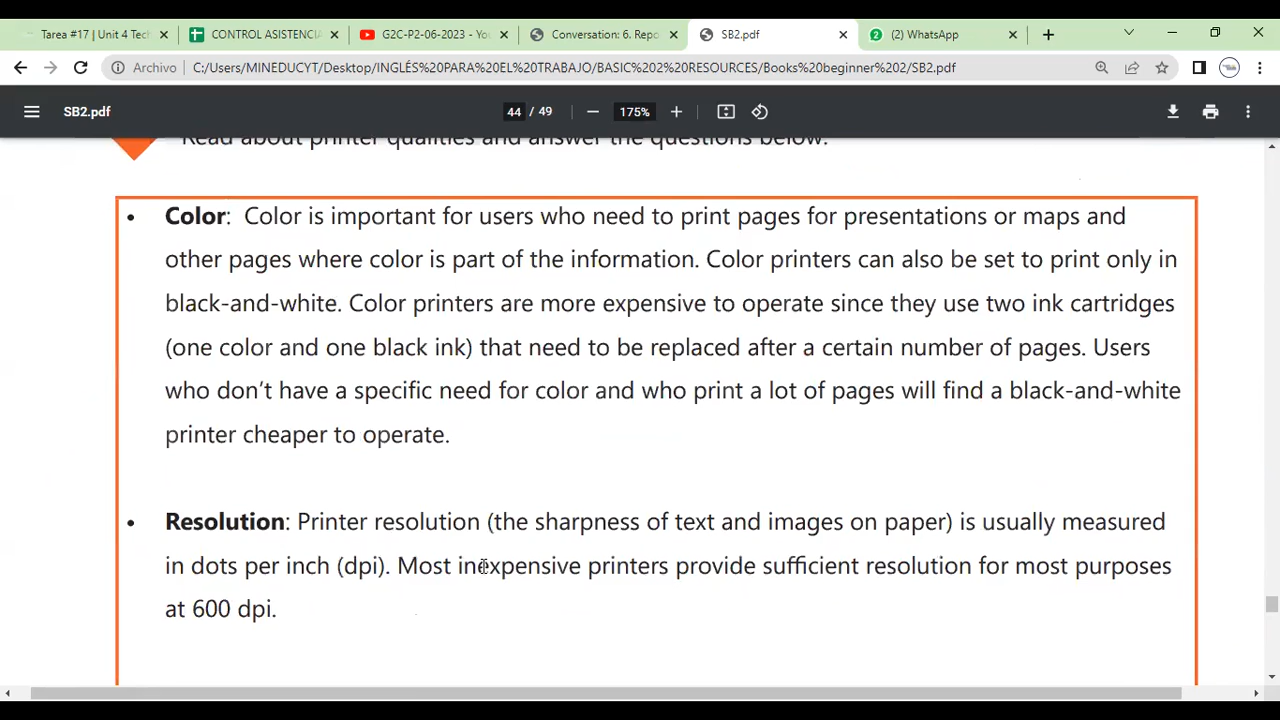 Tarea #17 | Unit 4 Tech
CONTROL ASISTENCIA
G2C-P2-06-2023 - You
Conversation: 6. Repo
SB2.pdf
(2) WhatsApp
Archivo
C:/Users/MINEDUCYT/Desktop/INGLÉS%20PARA%20EL%20TRABAJO/BASIC%202%20RESOURCES/Books%20beginner%202/SB2.pdf
SB2.pdf
44 / 49
175%
Read about printer qualities and answer the questions below.
• Color: Color is important for users who need to print pages for presentations or maps and
other pages where color is part of the information. Color printers can also be set to print only in
black-and-white. Color printers are more expensive to operate since they use two ink cartridges
(one color and one black ink) that need to be replaced after a certain number of pages. Users
who don’t have a specific need for color and who print a lot of pages will find a black-and-white
printer cheaper to operate.
• Resolution: Printer resolution (the sharpness of text and images on paper) is usually measured
in dots per inch (dpi). Most inexpensive printers provide sufficient resolution for most purposes
at 600 dpi.